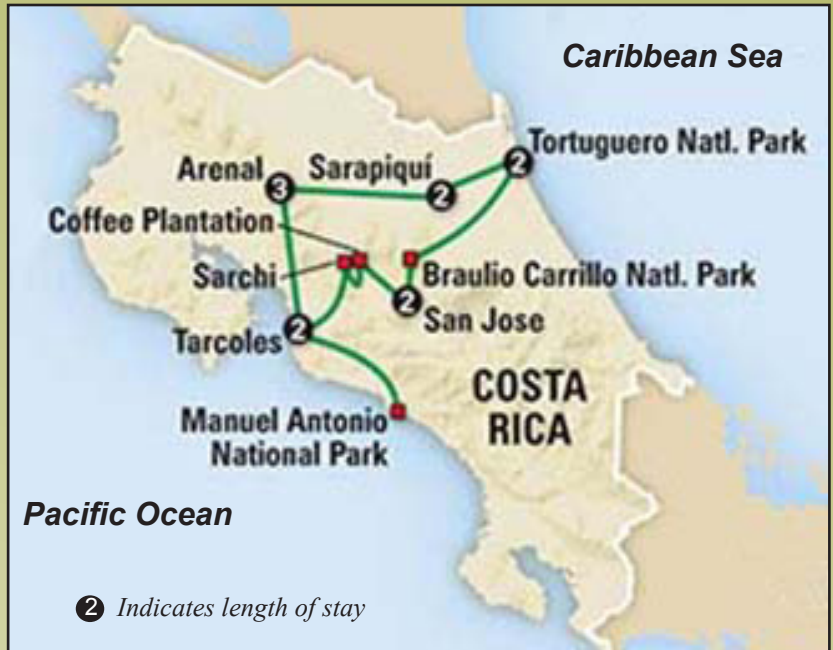 Caribbean Sea
Tortuguero Natl. Park
2
Arenal
Sarapiquí
3
2
Coffee Plantation
Sarchi
Braulio Carrillo Natl. Park
2
San Jose
Tarcoles
2
COSTA
RICA
Manuel Antonio
National Park
Pacific Ocean
2 Indicates length of stay